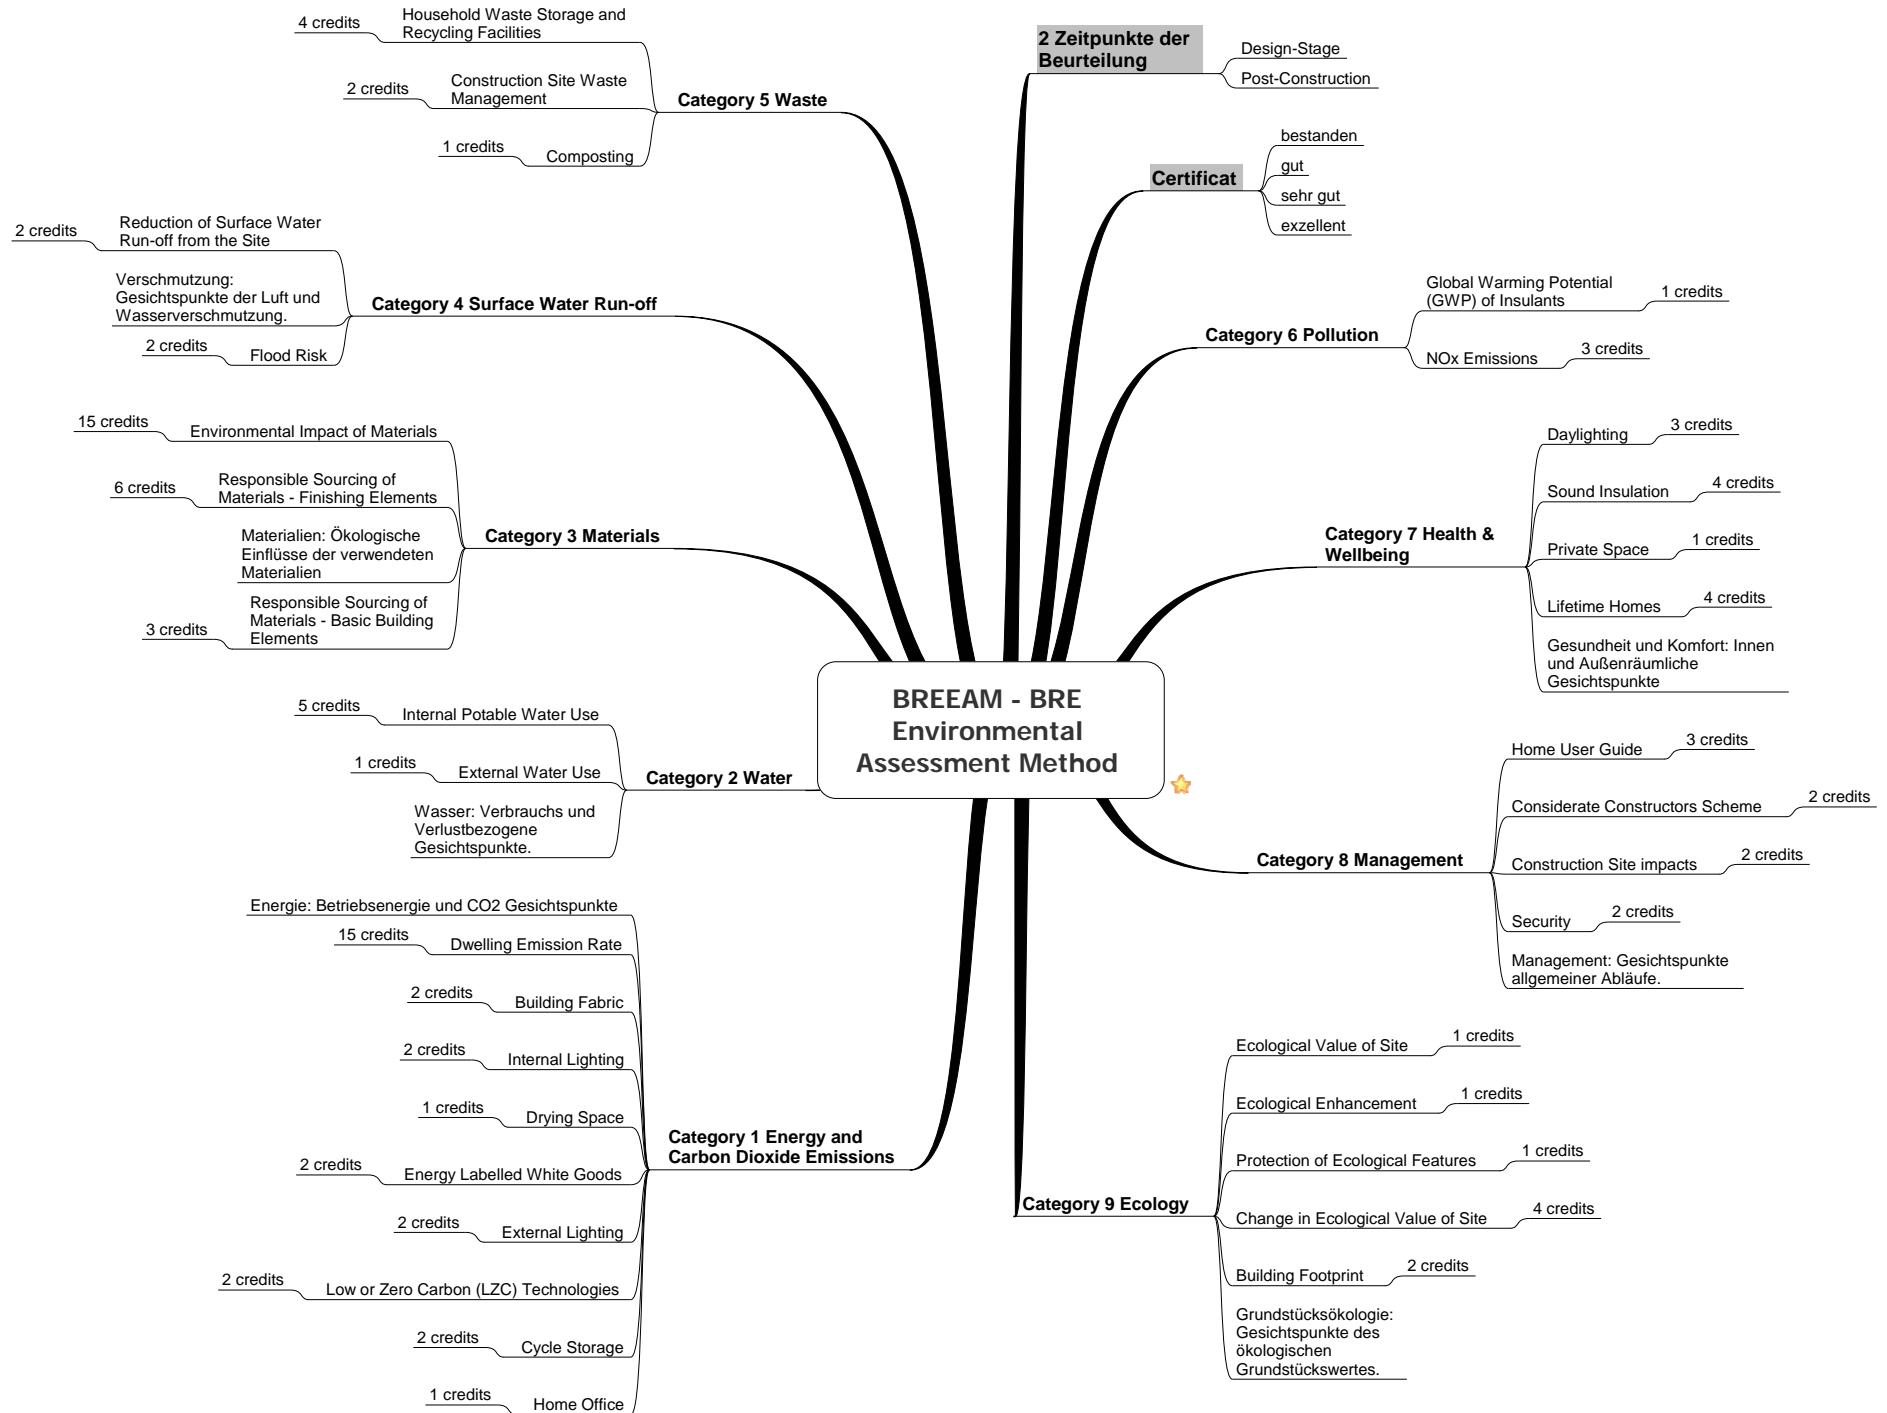 BREEAM - BRE
Environmental
Assessment Method
2 Zeitpunkte der
Beurteilung
Design-Stage
Post-Construction
Certificat
bestanden
gut
sehr gut
exzellent
Category 6 Pollution
Global Warming Potential
(GWP) of Insulants
1 credits
NOx Emissions
3 credits
Category 7 Health &
Wellbeing
Daylighting
3 credits
Sound Insulation
4 credits
Private Space
1 credits
Lifetime Homes
4 credits
Gesundheit und Komfort: Innen
und Außenräumliche
Gesichtspunkte
Category 8 Management
Home User Guide
3 credits
Considerate Constructors Scheme
2 credits
Construction Site impacts
2 credits
Security
2 credits
Management: Gesichtspunkte
allgemeiner Abläufe.
Category 9 Ecology
Ecological Value of Site
1 credits
Ecological Enhancement
1 credits
Protection of Ecological Features
1 credits
Change in Ecological Value of Site
4 credits
Building Footprint
2 credits
Grundstücksökologie:
Gesichtspunkte des
ökologischen
Grundstückswertes.
Category 5 Waste
Household Waste Storage and
Recycling Facilities
4 credits
Construction Site Waste
Management
2 credits
Composting
1 credits
Category 4 Surface Water Run-off
Reduction of Surface Water
Run-off from the Site
2 credits
Verschmutzung:
Gesichtspunkte der Luft und
Wasserverschmutzung.
Flood Risk
2 credits
Category 3 Materials
Environmental Impact of Materials
15 credits
Responsible Sourcing of
Materials - Finishing Elements
6 credits
Materialien: Ökologische
Einflüsse der verwendeten
Materialien
Responsible Sourcing of
Materials - Basic Building
Elements
3 credits
Category 2 Water
Internal Potable Water Use
5 credits
External Water Use
1 credits
Wasser: Verbrauchs und
Verlustbezogene
Gesichtspunkte.
Category 1 Energy and
Carbon Dioxide Emissions
Energie: Betriebsenergie und CO2 Gesichtspunkte
Dwelling Emission Rate
15 credits
Building Fabric
2 credits
Internal Lighting
2 credits
Drying Space
1 credits
Energy Labelled White Goods
2 credits
External Lighting
2 credits
Low or Zero Carbon (LZC) Technologies
2 credits
Cycle Storage
2 credits
Home Office
1 credits